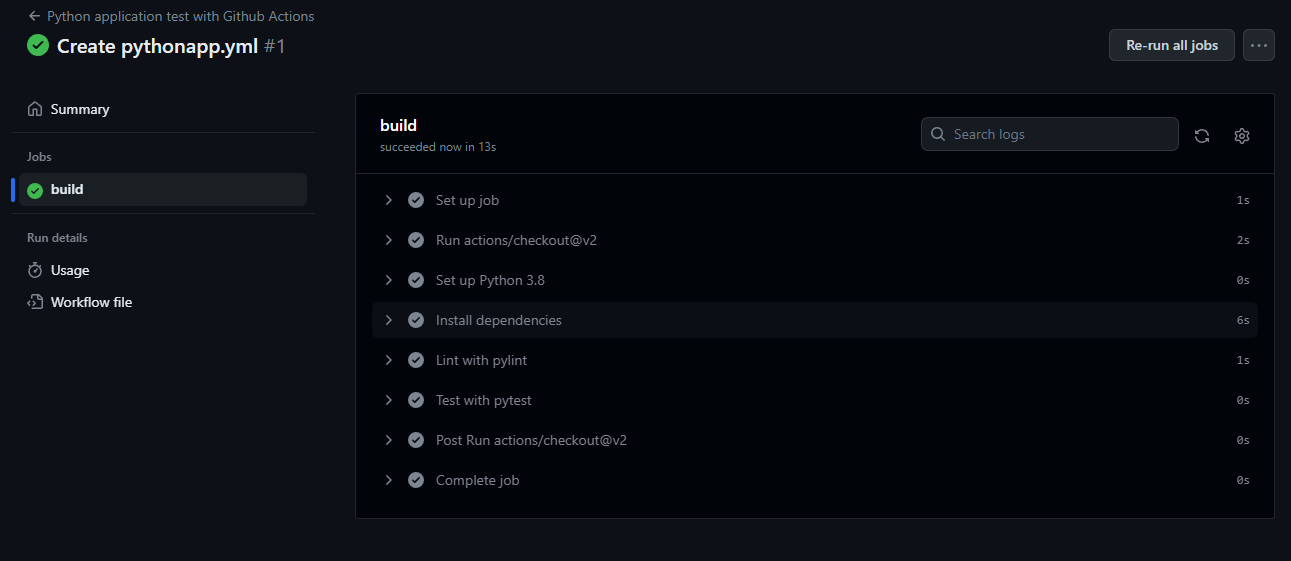 Python application test with Github Actions
Create pythonapp.yml #1
Re-run all jobs
Summary
Jobs
build
Run details
Usage
Workflow file
build
succeeded now in 13s
Search logs
Set up job 1s
Run actions/checkout@v2 2s
Set up Python 3.8 0s
Install dependencies 6s
Lint with pylint 1s
Test with pytest 0s
Post Run actions/checkout@v2 0s
Complete job 0s